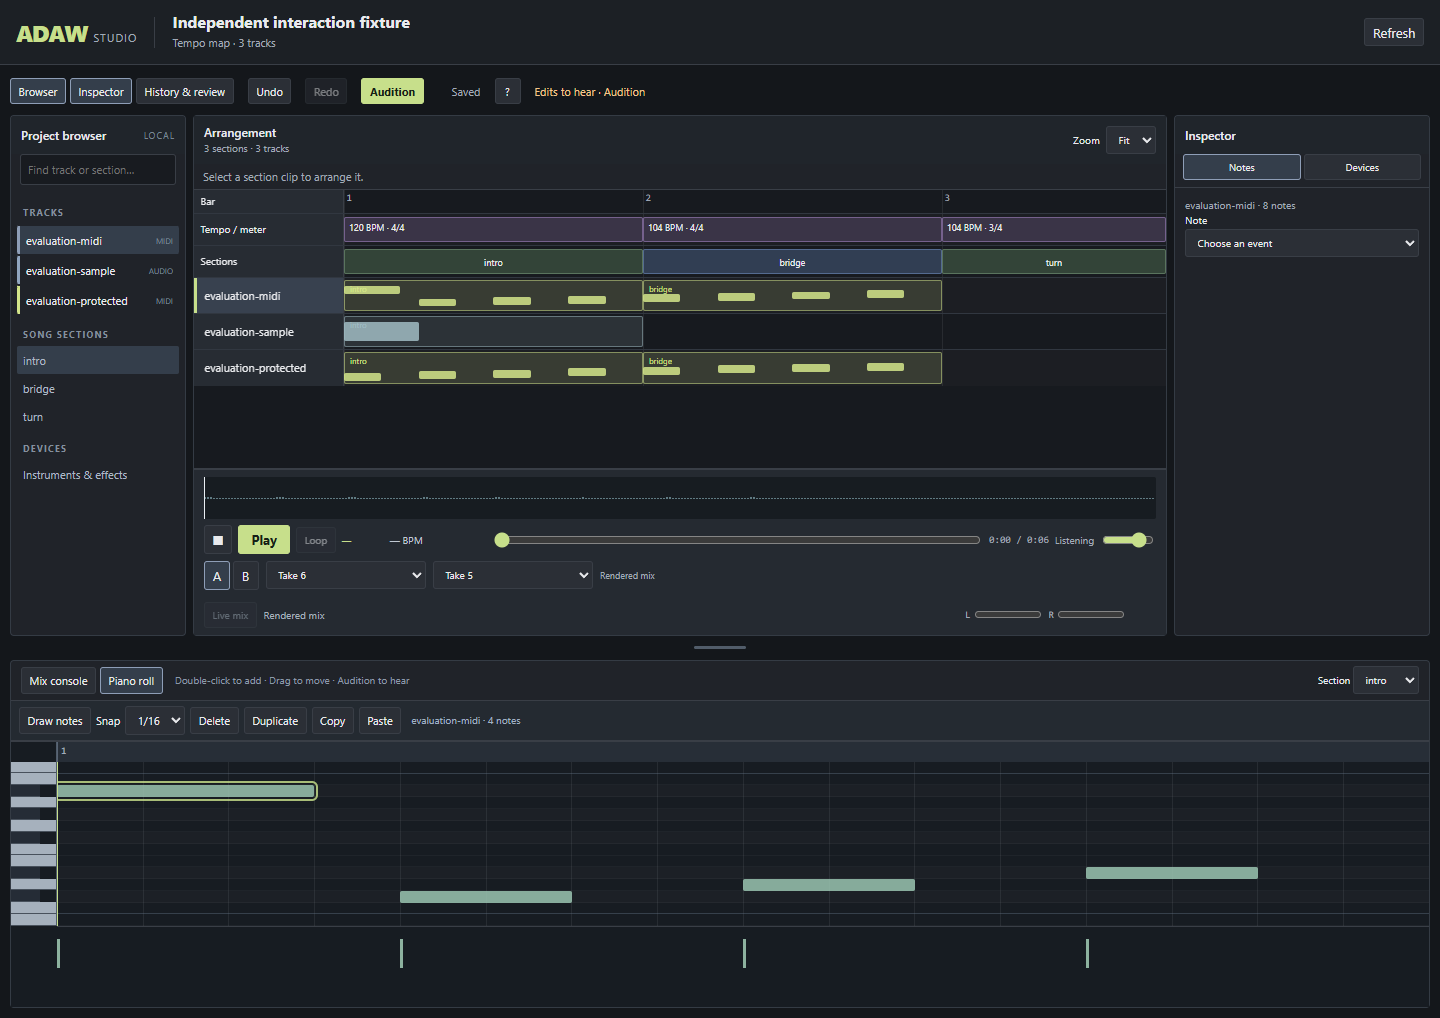 ADAW STUDIO
Independent interaction fixture
Tempo map · 3 tracks
Refresh
Browser
Inspector
History & review
Undo
Redo
Audition
Saved
?
Edits to hear · Audition
Project browser
LOCAL
Find track or section...
TRACKS
evaluation-midi MIDI
evaluation-sample AUDIO
evaluation-protected MIDI
SONG SECTIONS
intro
bridge
turn
DEVICES
Instruments & effects
Arrangement
3 sections · 3 tracks
Zoom Fit
Select a section clip to arrange it.
Bar 1 2 3
Tempo / meter 120 BPM · 4/4 104 BPM · 4/4 104 BPM · 3/4
Sections intro bridge turn
evaluation-midi intro bridge
evaluation-sample
evaluation-protected intro bridge
Play
Loop — — BPM
0:00 / 0:06 Listening
A B Take 6 Take 5 Rendered mix
Live mix Rendered mix
L R
Inspector
Notes Devices
evaluation-midi · 8 notes
Note
Choose an event
Mix console Piano roll Double-click to add · Drag to move · Audition to hear
Section intro
Draw notes Snap 1/16 Delete Duplicate Copy Paste evaluation-midi · 4 notes
1